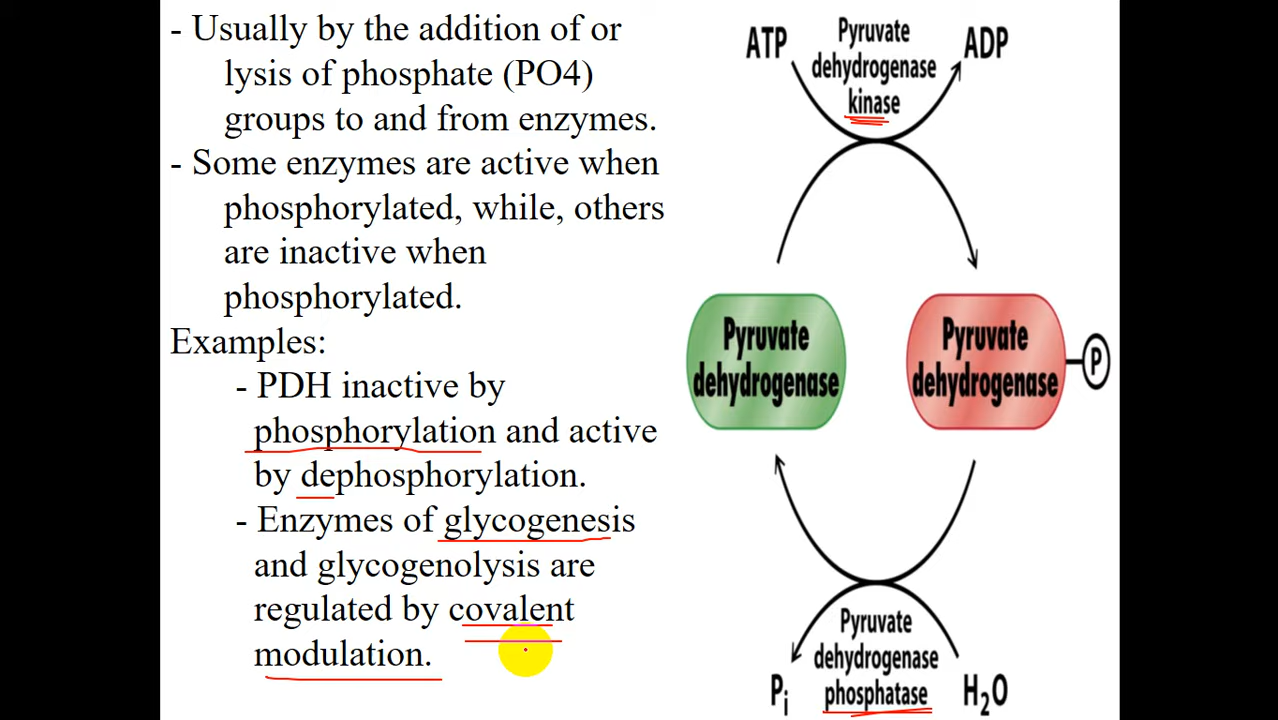 - Usually by the addition of or
lysis of phosphate (PO4)
groups to and from enzymes.
- Some enzymes are active when
phosphorylated, while, others
are inactive when
phosphorylated.
Examples:
- PDH inactive by
phosphorylation and active
by dephosphorylation.
- Enzymes of glycogenesis
and glycogenolysis are
regulated by covalent
modulation.
ATP
Pyruvate
dehydrogenase
kinase
ADP
Pyruvate
dehydrogenase
Pyruvate
dehydrogenase
P
Pyruvate
dehydrogenase
phosphatase
Pi
H2O